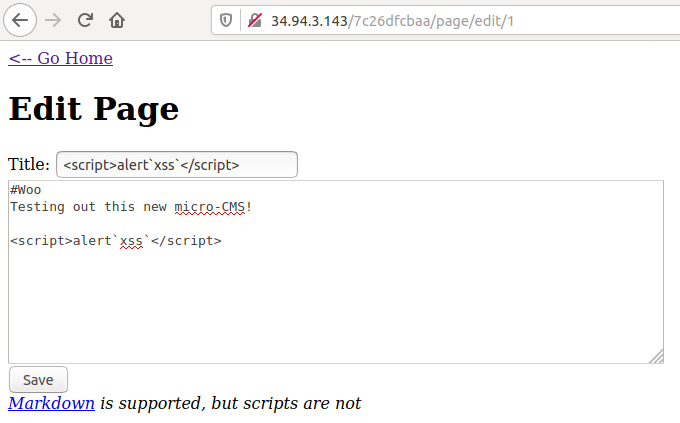 34.94.3.143/7c26dfcbaa/page/edit/1
<-- Go Home
Edit Page
Title: <script>alert`xss`</script>
#Woo
Testing out this new micro-CMS!
<script>alert`xss`</script>
Save
Markdown is supported, but scripts are not